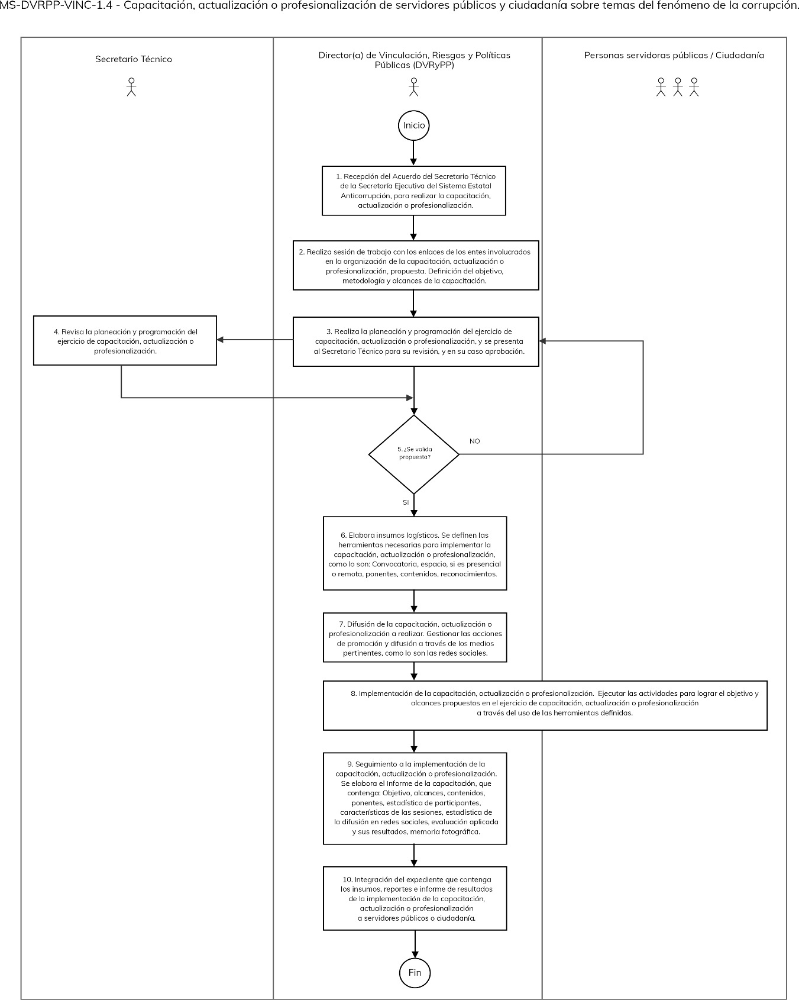 MS-DVRPP-VINC-1.4 - Capacitación, actualización o profesionalización de servidores públicos y ciudadanía sobre temas del fenómeno de la corrupción.
Secretario Técnico
Director(a) de Vinculación, Riesgos y Políticas
Públicas (DVRyPP)
Personas servidoras públicas / Ciudadanía
Inicio
1. Recepción del Acuerdo del Secretario Técnico
de la Secretaría Ejecutiva del Sistema Estatal
Anticorrupción, para realizar la capacitación,
actualización o profesionalización.
2. Realiza sesión de trabajo con los enlaces de los entes involucrados
en la organización de la capacitación, actualización o
profesionalización, propuesta. Definición del objetivo,
metodología y alcances de la capacitación.
3. Realiza la planeación y programación del ejercicio de
capacitación, actualización o profesionalización, y se presenta
al Secretario Técnico para su revisión, y en su caso aprobación.
4. Revisa la planeación y programación del
ejercicio de capacitación, actualización o
profesionalización.
5. ¿Se valida
propuesta?
NO
SI
6. Elabora insumos logísticos. Se definen las
herramientas necesarias para implementar la
capacitación, actualización o profesionalización,
como lo son: Convocatoria, espacio, si es presencial
o remota, ponentes, contenidos, reconocimientos.
7. Difusión de la capacitación, actualización o
profesionalización a realizar. Gestionar las acciones
de promoción y difusión a través de los medios
pertinentes, como lo son las redes sociales.
8. Implementación de la capacitación, actualización o profesionalización.  Ejecutar las actividades para lograr el objetivo y
alcances propuestos en el ejercicio de capacitación, actualización o profesionalización
a través del uso de las herramientas definidas.
9. Seguimiento a la implementación de la
capacitación, actualización o profesionalización.
Se elabora el Informe de la capacitación, que
contenga: Objetivo, alcances, contenidos,
ponentes, estadística de participantes,
características de las sesiones, estadística de
la difusión en redes sociales, evaluación aplicada
y sus resultados, memoria fotográfica.
10. Integración del expediente que contenga
los insumos, reportes e informe de resultados
de la implementación de la capacitación,
actualización o profesionalización
a servidores públicos o ciudadanía.
Fin